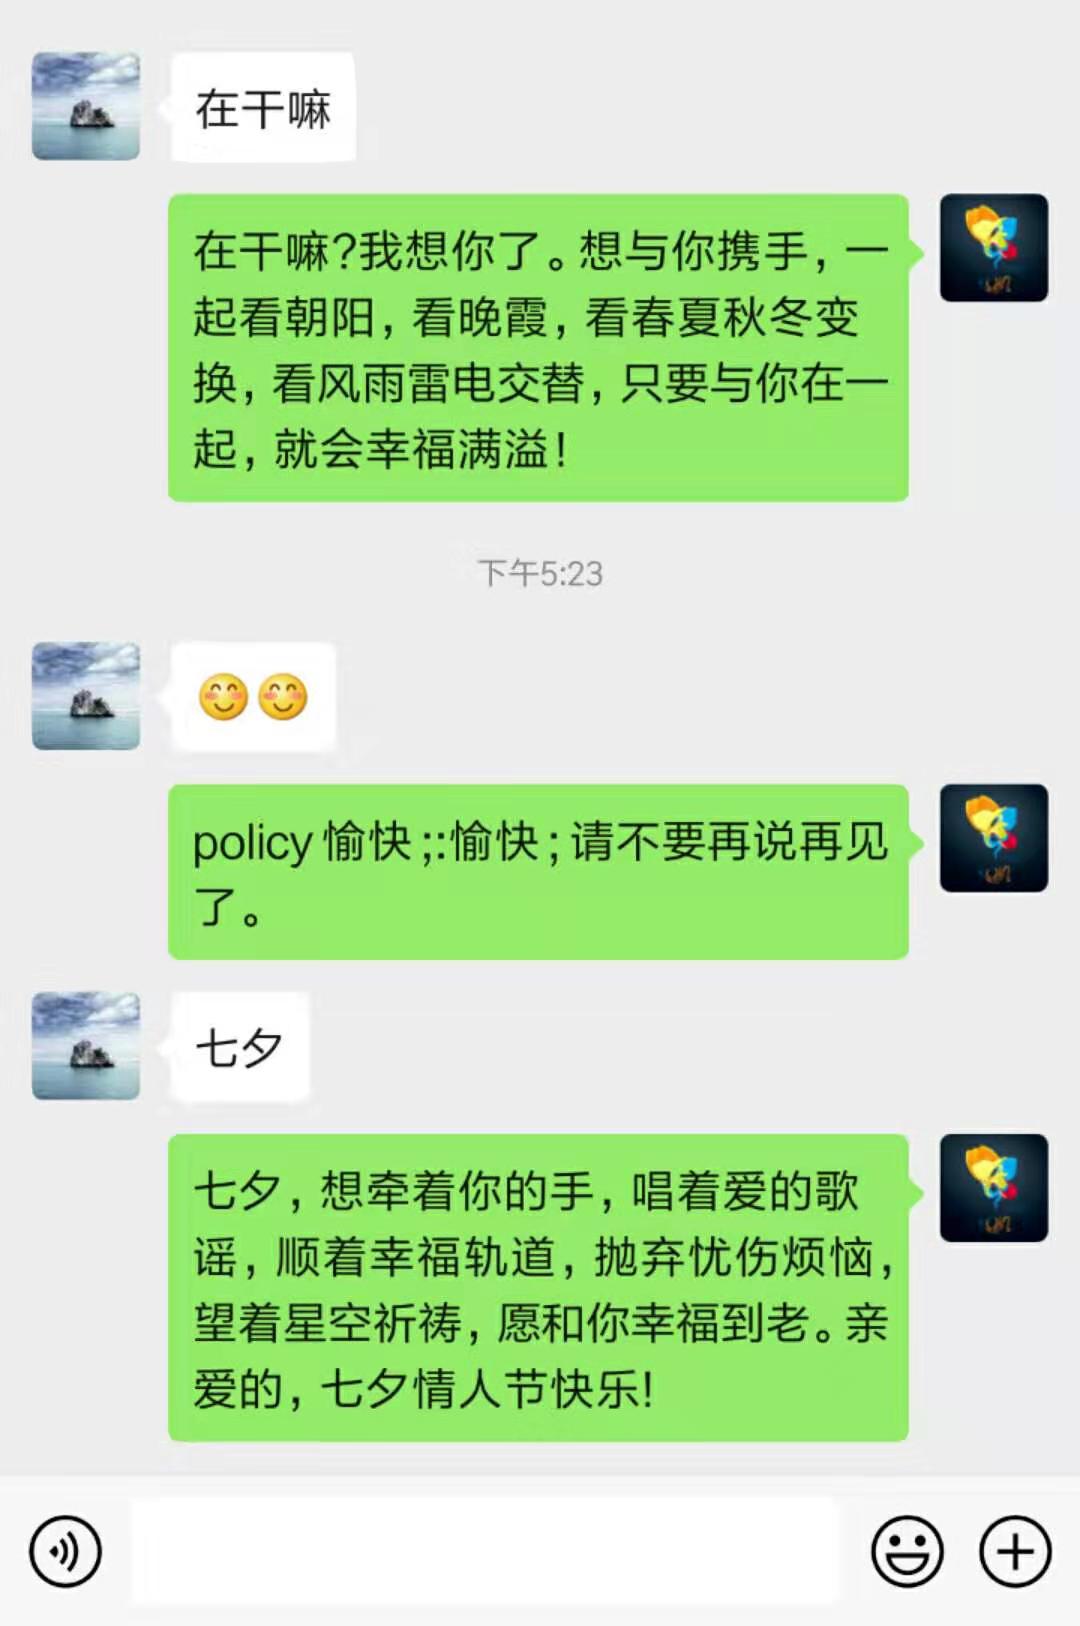 在干嘛
在干嘛?我想你了。想与你携手，一
起看朝阳，看晚霞，看春夏秋冬变
换，看风雨雷电交替，只要与你在一
起，就会幸福满溢！
下午5:23
policy 愉快;:愉快; 请不要再说再见
了。
七夕
七夕，想牵着你的手，唱着爱的歌
谣，顺着幸福轨道，抛弃忧伤烦恼，
望着星空祈祷，愿和你幸福到老。亲
爱的，七夕情人节快乐!